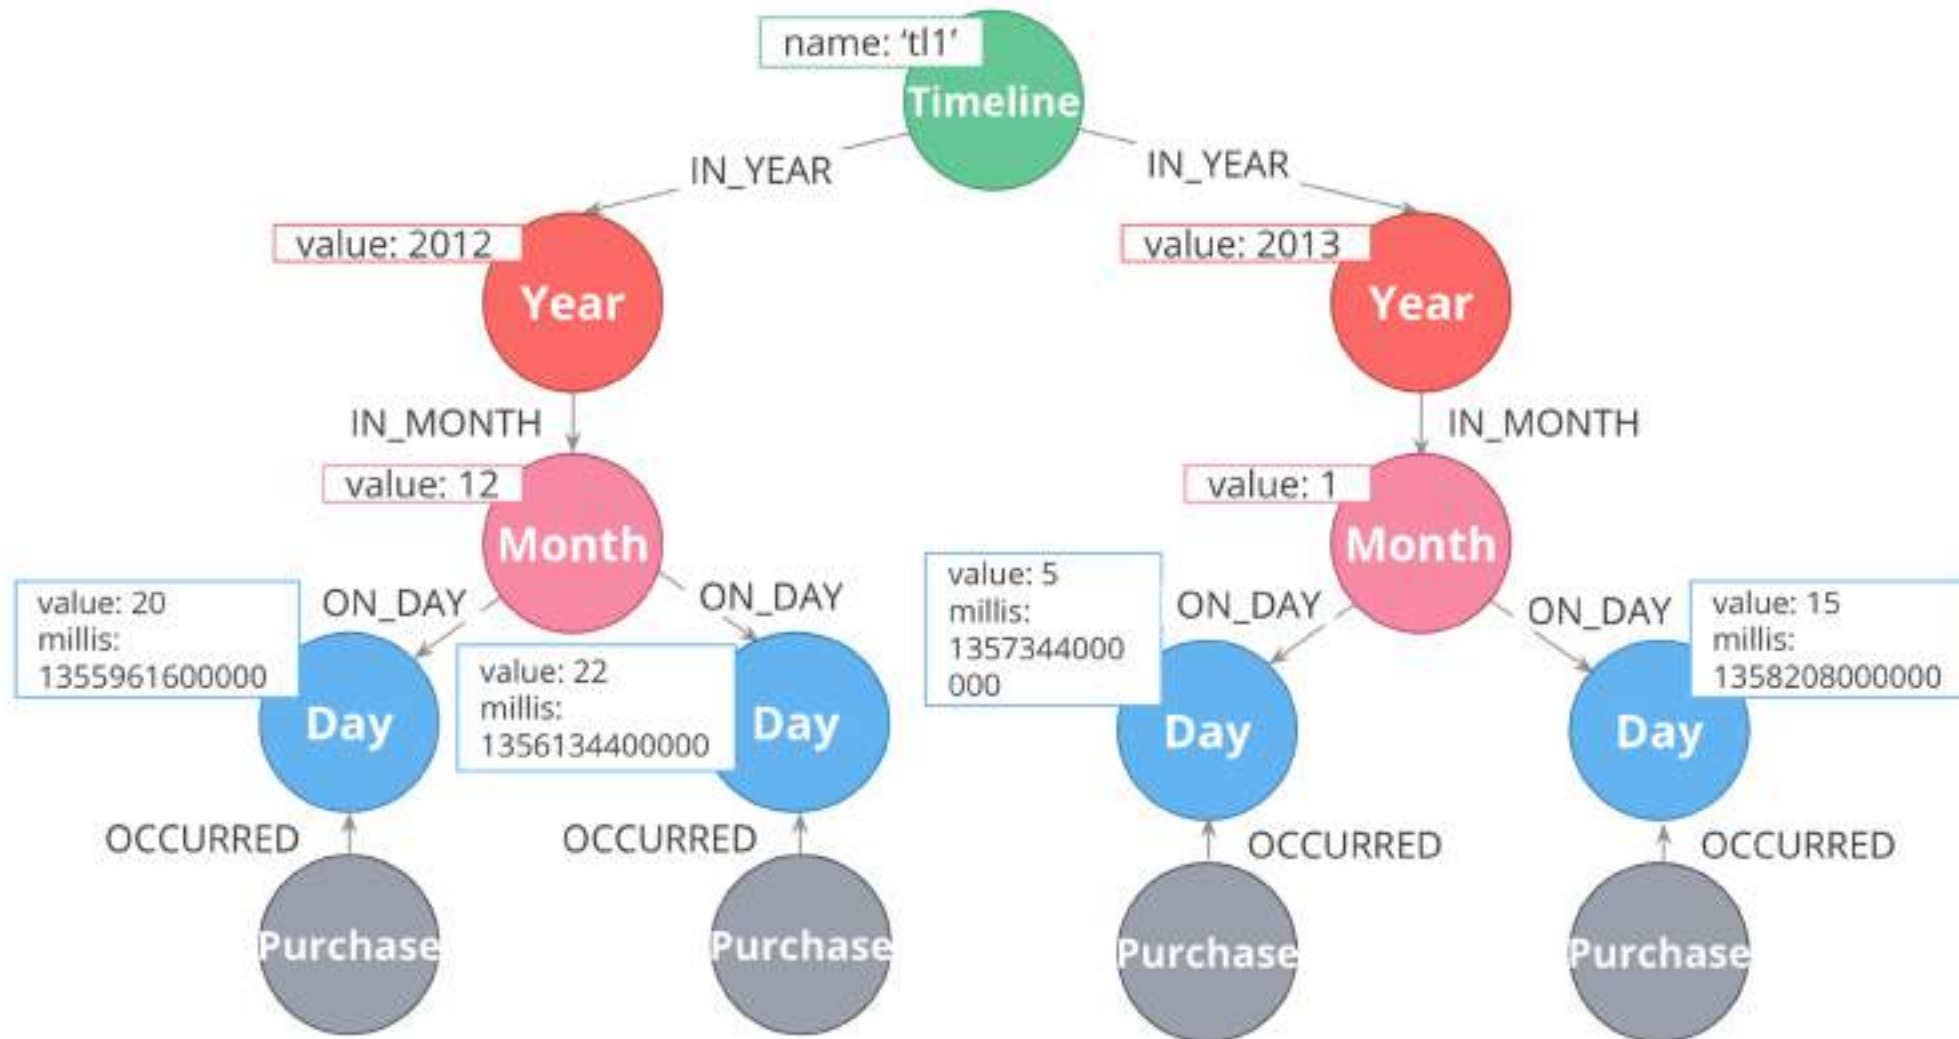 name: ‘tl1’
Timeline
IN_YEAR
IN_YEAR
value: 2012
Year
value: 2013
Year
IN_MONTH
IN_MONTH
value: 12
Month
value: 1
Month
ON_DAY
ON_DAY
ON_DAY
ON_DAY
value: 20
millis:
1355961600000
Day
value: 22
millis:
1356134400000
Day
value: 5
millis:
1357344000
000
Day
value: 15
millis:
1358208000000
Day
OCCURRED
OCCURRED
OCCURRED
OCCURRED
Purchase
Purchase
Purchase
Purchase